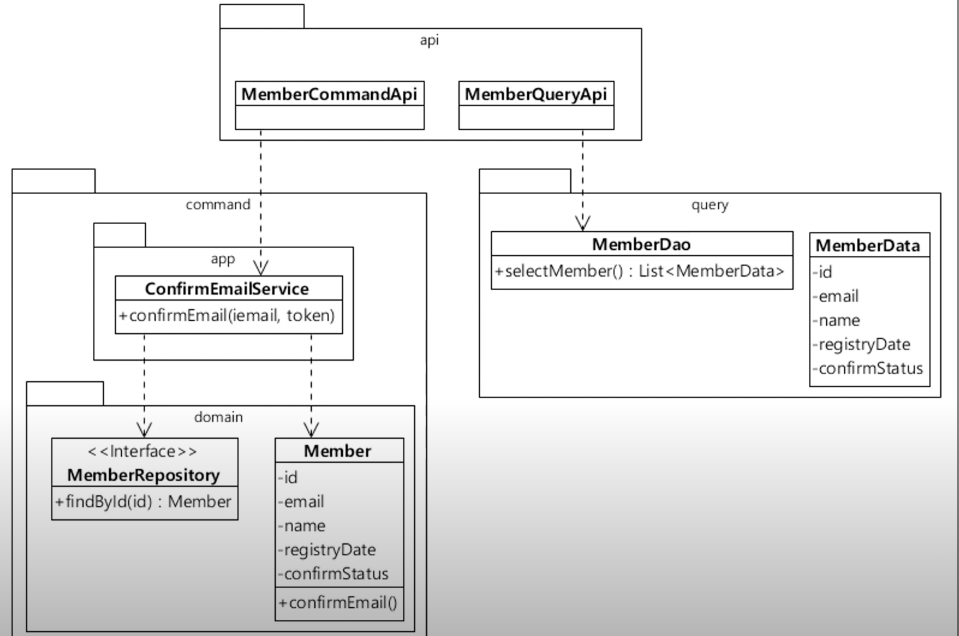 api
MemberCommandApi
MemberQueryApi
command
app
ConfirmEmailService
+confirmEmail(iemail, token)
domain
<<Interface>>
MemberRepository
+findById(id) : Member
Member
-id
-email
-name
-registryDate
-confirmStatus
+confirmEmail()
query
MemberDao
+selectMember() : List<MemberData>
MemberData
-id
-email
-name
-registryDate
-confirmStatus